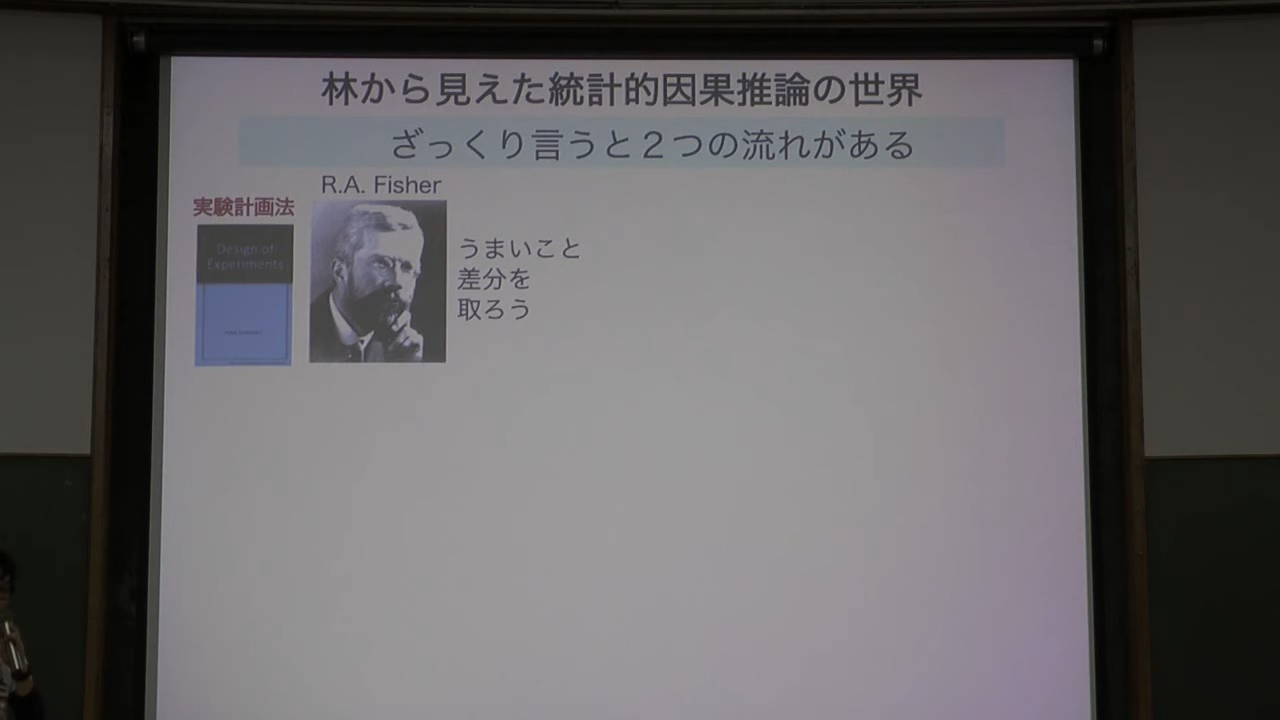 林から見えた統計的因果推論の世界
ざっくり言うと２つの流れがある
R.A. Fisher
実験計画法
Design of
Experiments
うまいこと
差分を
取ろう